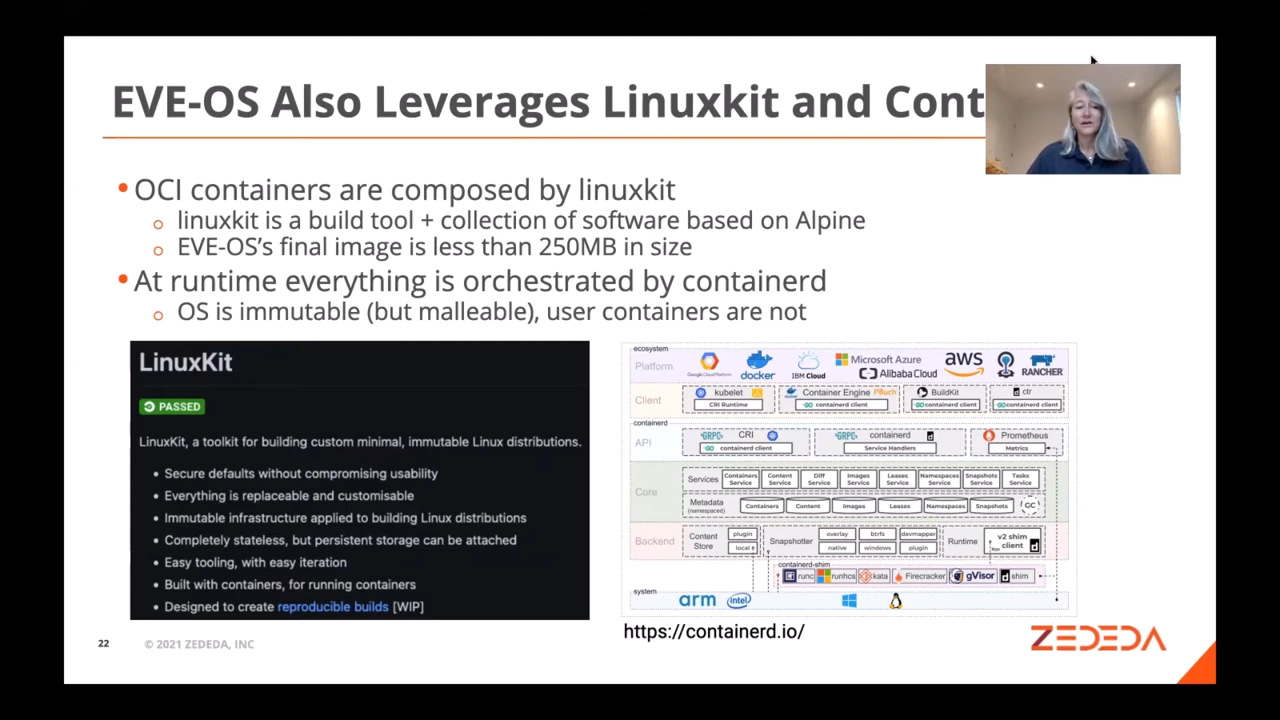 EVE-OS Also Leverages Linuxkit and Cont
• OCI containers are composed by linuxkit
o linuxkit is a build tool + collection of software based on Alpine
o EVE-OS's final image is less than 250MB in size
• At runtime everything is orchestrated by containerd
o OS is immutable (but malleable), user containers are not
LinuxKit
PASSED
LinuxKit, a toolkit for building custom minimal, immutable Linux distributions.
• Secure defaults without compromising usability
• Everything is replaceable and customisable
• Immutable infrastructure applied to building Linux distributions
• Completely stateless, but persistent storage can be attached
• Easy tooling, with easy iteration
• Built with containers, for running containers
• Designed to create reproducible builds [WIP]
ecosystem
Platform
Google Cloud Platform
docker
IBM Cloud
Microsoft Azure
Alibaba Cloud
aws
RANCHER
Client
kubelet
CRI Runtime
Container Engine
containerd client
BuildKit
containerd client
ctr
containerd client
containerd
API
GRPC CRI
containerd client
GRPC containerd
Service Handlers
Prometheus
Metrics
Core
Services
Containers Service
Content Service
Diff Service
Images Service
Leases Service
Namespaces Service
Snapshots Service
Tasks Service
Metadata
(namespaced)
Containers
Content
Images
Leases
Namespaces
Snapshots
GC
Backend
Content Store
plugin
local
Snapshotter
overlay
btrfs
devmapper
native
windows
plugin
Runtime
v2 shim client
containerd-shim
runc
runhcs
kata
Firecracker
gVisor
shim
system
arm
intel
https://containerd.io/
22
© 2021 ZEDEDA, INC
ZEDEDA